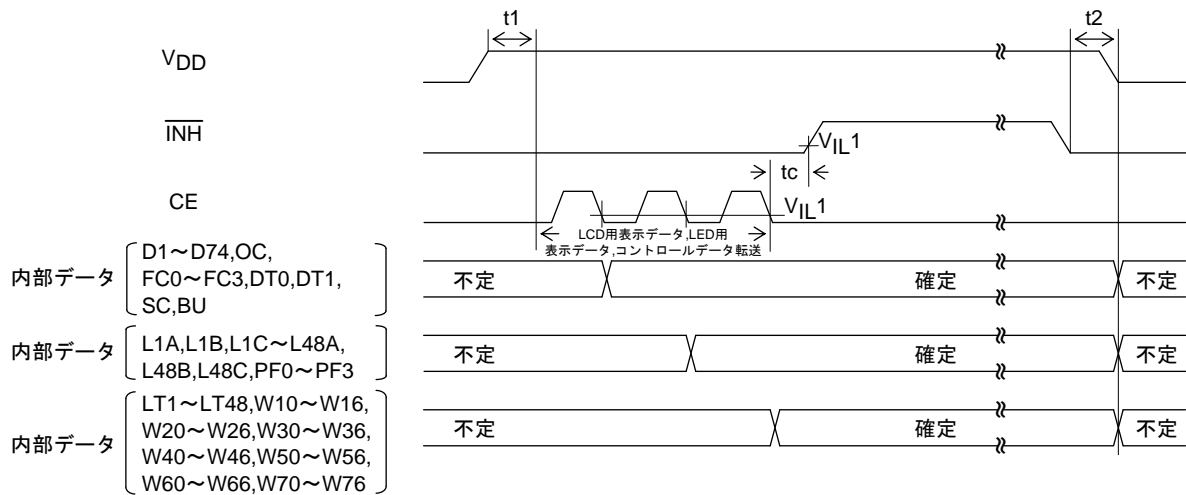 t1
t2
VDD
INH
VIL1
tc
CE
VIL1
LCD用表示データ,LED用
表示データ,コントロールデータ転送
内部データ
D1～D74,OC,
FC0～FC3,DT0,DT1,
SC,BU
不定
確定
不定
内部データ
L1A,L1B,L1C～L48A,
L48B,L48C,PF0～PF3
不定
確定
不定
内部データ
LT1～LT48,W10～W16,
W20～W26,W30～W36,
W40～W46,W50～W56,
W60～W66,W70～W76
不定
確定
不定